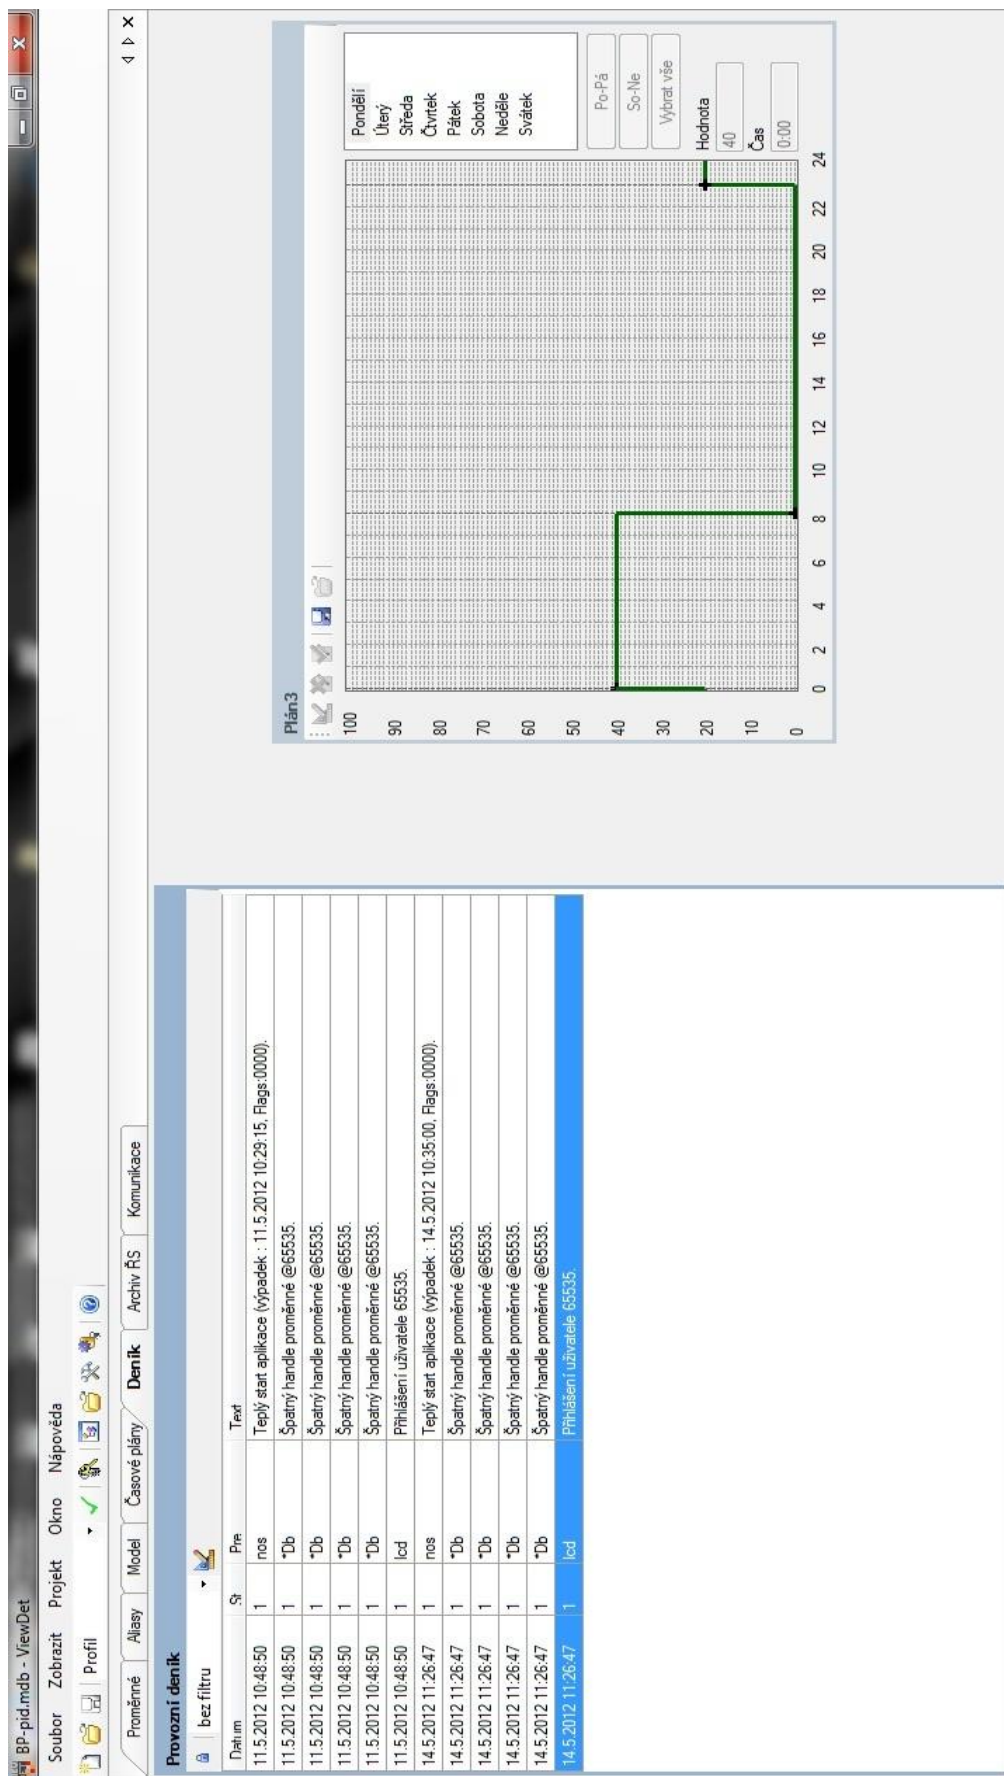 BP-pid.mdb - ViewDet
Soubor Zobrazit Projekt Okno Nápověda
Profil
Proměnné Aliasy Model Časové plány Deník Archiv ŘS Komunikace
Provozní deník
bez filtru
Datum St Pre Text
11.5.2012 10:48:50 1 nos Teplý start aplikace (výpadek : 11.5.2012 10:29:15, Flags:0000).
11.5.2012 10:48:50 1 *Db Špatný handle proměnné @65535.
11.5.2012 10:48:50 1 *Db Špatný handle proměnné @65535.
11.5.2012 10:48:50 1 *Db Špatný handle proměnné @65535.
11.5.2012 10:48:50 1 *Db Špatný handle proměnné @65535.
11.5.2012 10:48:50 1 lcd Přihlášení uživatele 65535.
14.5.2012 11:26:47 1 nos Teplý start aplikace (výpadek : 14.5.2012 10:35:00, Flags:0000).
14.5.2012 11:26:47 1 *Db Špatný handle proměnné @65535.
14.5.2012 11:26:47 1 *Db Špatný handle proměnné @65535.
14.5.2012 11:26:47 1 *Db Špatný handle proměnné @65535.
14.5.2012 11:26:47 1 *Db Špatný handle proměnné @65535.
14.5.2012 11:26:47 1 lcd Přihlášení uživatele 65535.
Plán3
100
90
80
70
60
50
40
30
20
10
0
0 2 4 6 8 10 12 14 16 18 20 22 24
Pondělí
Úterý
Středa
Čtvrtek
Pátek
Sobota
Neděle
Svátek
Po-Pá
So-Ne
Vybrat vše
Hodnota
40
Čas
0:00